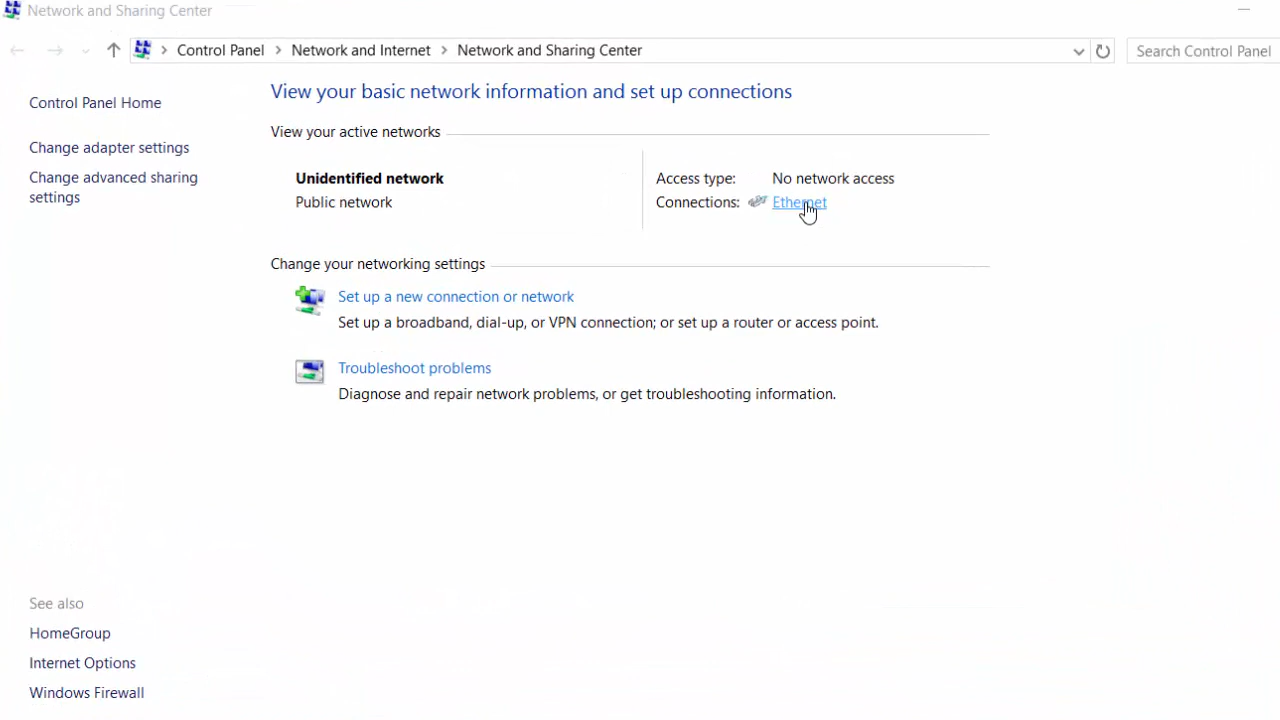 Network and Sharing Center
Control Panel
Network and Internet
Network and Sharing Center
Search Control Panel
Control Panel Home
Change adapter settings
Change advanced sharing
settings
View your basic network information and set up connections
View your active networks
Unidentified network
Public network
Access type: No network access
Connections: Ethernet
Change your networking settings
Set up a new connection or network
Set up a broadband, dial-up, or VPN connection; or set up a router or access point.
Troubleshoot problems
Diagnose and repair network problems, or get troubleshooting information.
See also
HomeGroup
Internet Options
Windows Firewall